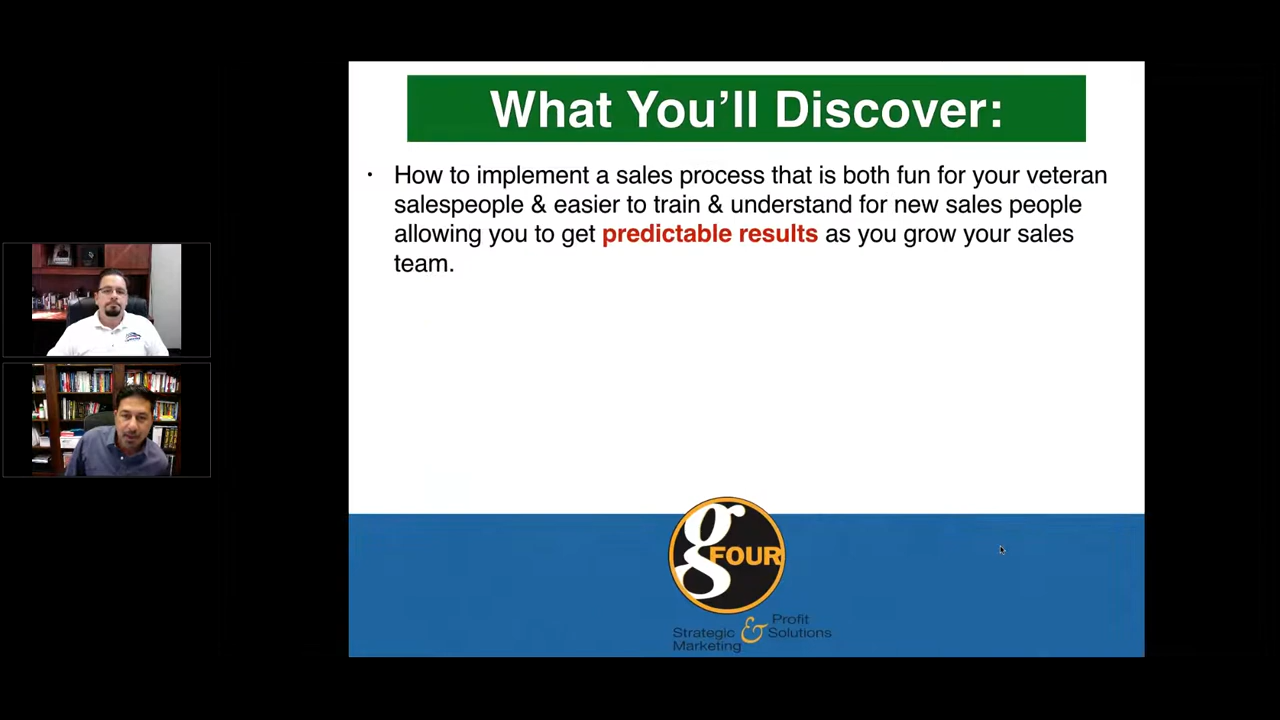 What You’ll Discover:
• How to implement a sales process that is both fun for your veteran
salespeople & easier to train & understand for new sales people
allowing you to get predictable results as you grow your sales
team.
g FOUR
Strategic & Profit
Marketing Solutions